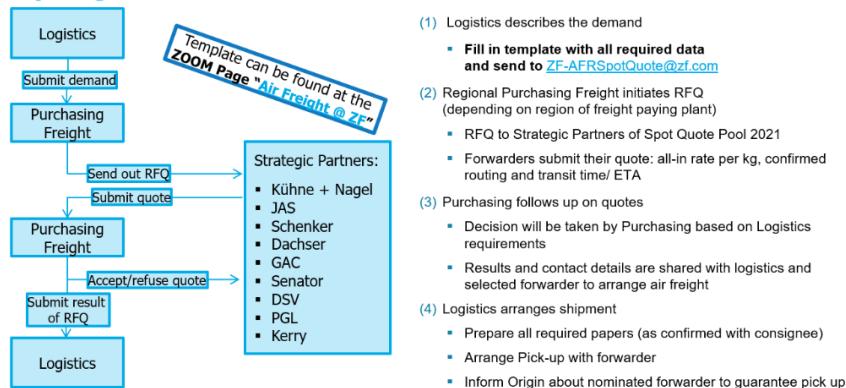 Logistics
Submit demand
Purchasing
Freight
Send out RFQ
Submit quote
Purchasing
Freight
Accept/refuse quote
Submit result
of RFQ
Logistics
Template can be found at the
ZOOM Page “Air Freight @ ZF”
Strategic Partners:
▪ Kühne + Nagel
▪ JAS
▪ Schenker
▪ Dachser
▪ GAC
▪ Senator
▪ DSV
▪ PGL
▪ Kerry
(1) Logistics describes the demand
▪ Fill in template with all required data
and send to ZF-AFRSpotQuote@zf.com
(2) Regional Purchasing Freight initiates RFQ
(depending on region of freight paying plant)
▪ RFQ to Strategic Partners of Spot Quote Pool 2021
▪ Forwarders submit their quote: all-in rate per kg, confirmed
routing and transit time/ ETA
(3) Purchasing follows up on quotes
▪ Decision will be taken by Purchasing based on Logistics
requirements
▪ Results and contact details are shared with logistics and
selected forwarder to arrange air freight
(4) Logistics arranges shipment
▪ Prepare all required papers (as confirmed with consignee)
▪ Arrange Pick-up with forwarder
▪ Inform Origin about nominated forwarder to guarantee pick up